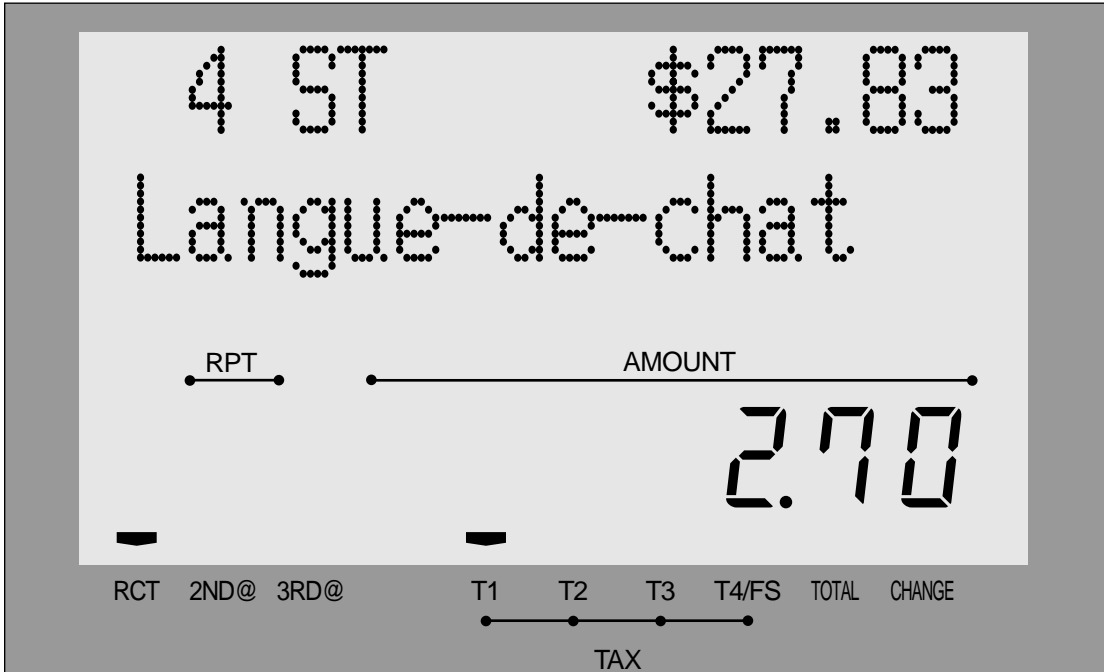 4 ST $27.83
Langue-de-chat
RPT AMOUNT
2.70
RCT 2ND@ 3RD@ T1 T2 T3 T4/FS TOTAL CHANGE
TAX